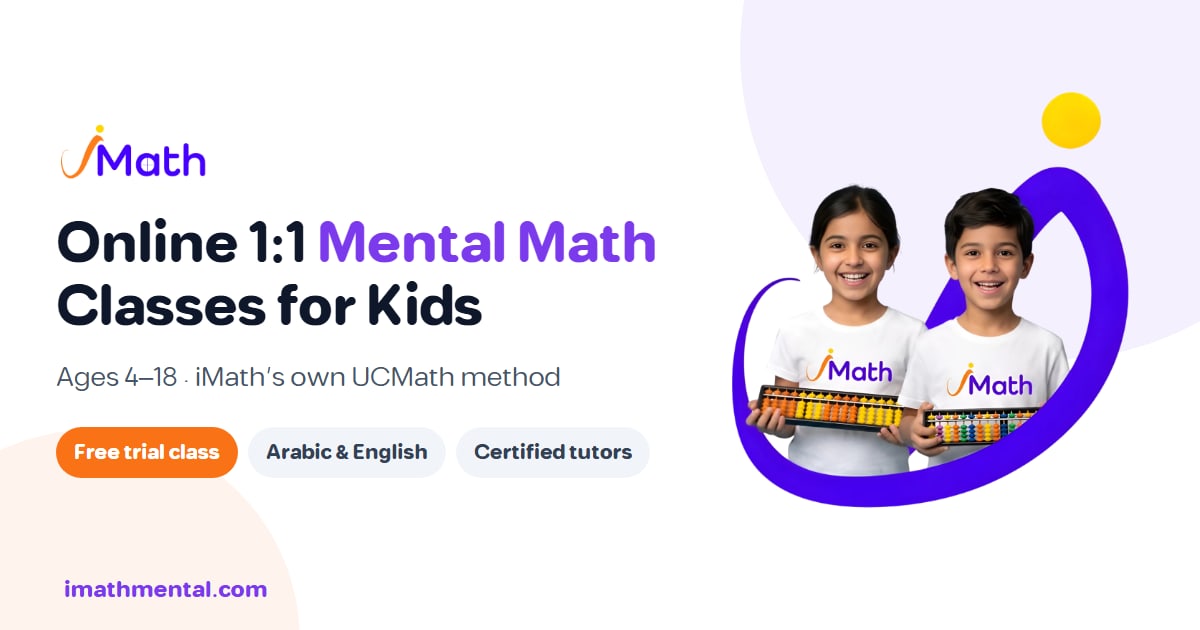 iMath
Online 1:1 Mental Math
Classes for Kids
Ages 4–18 · iMath's own UCMath method
Free trial class
Arabic & English
Certified tutors
imathmental.com
iMath
iMath